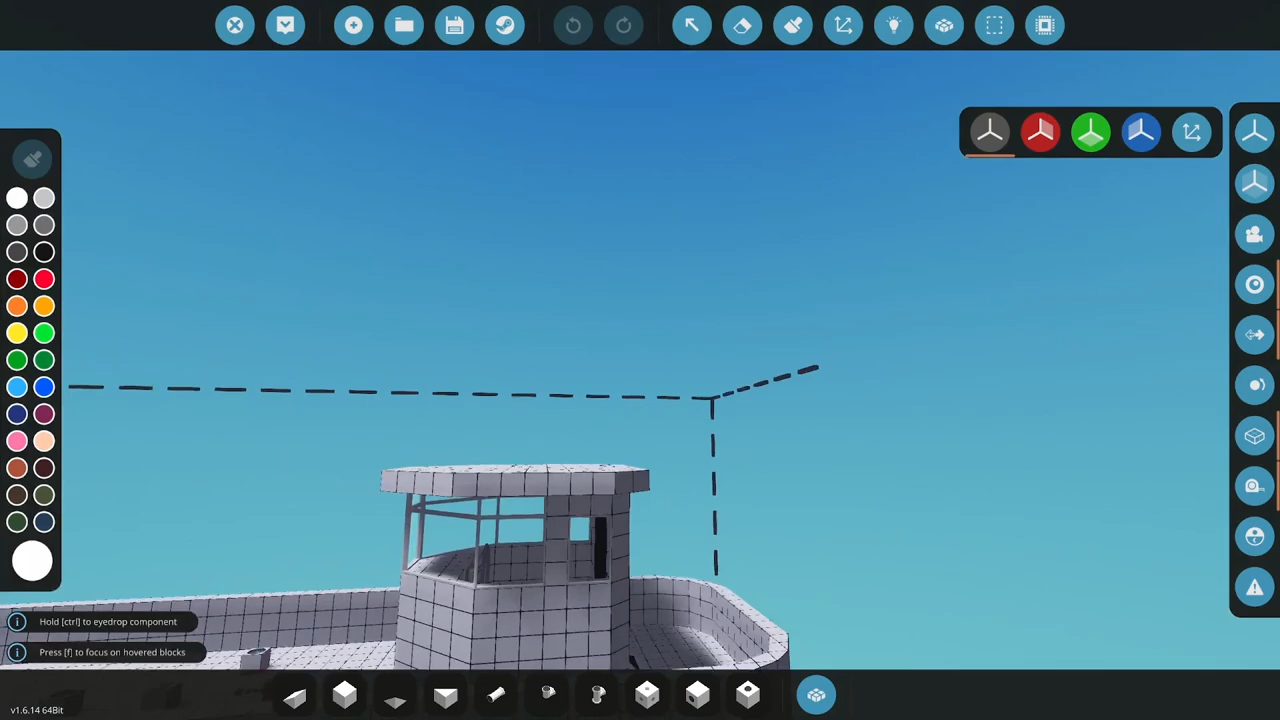 Hold [ctrl] to eyedrop component
Press [f] to focus on hovered blocks
v1.6.14 64Bit